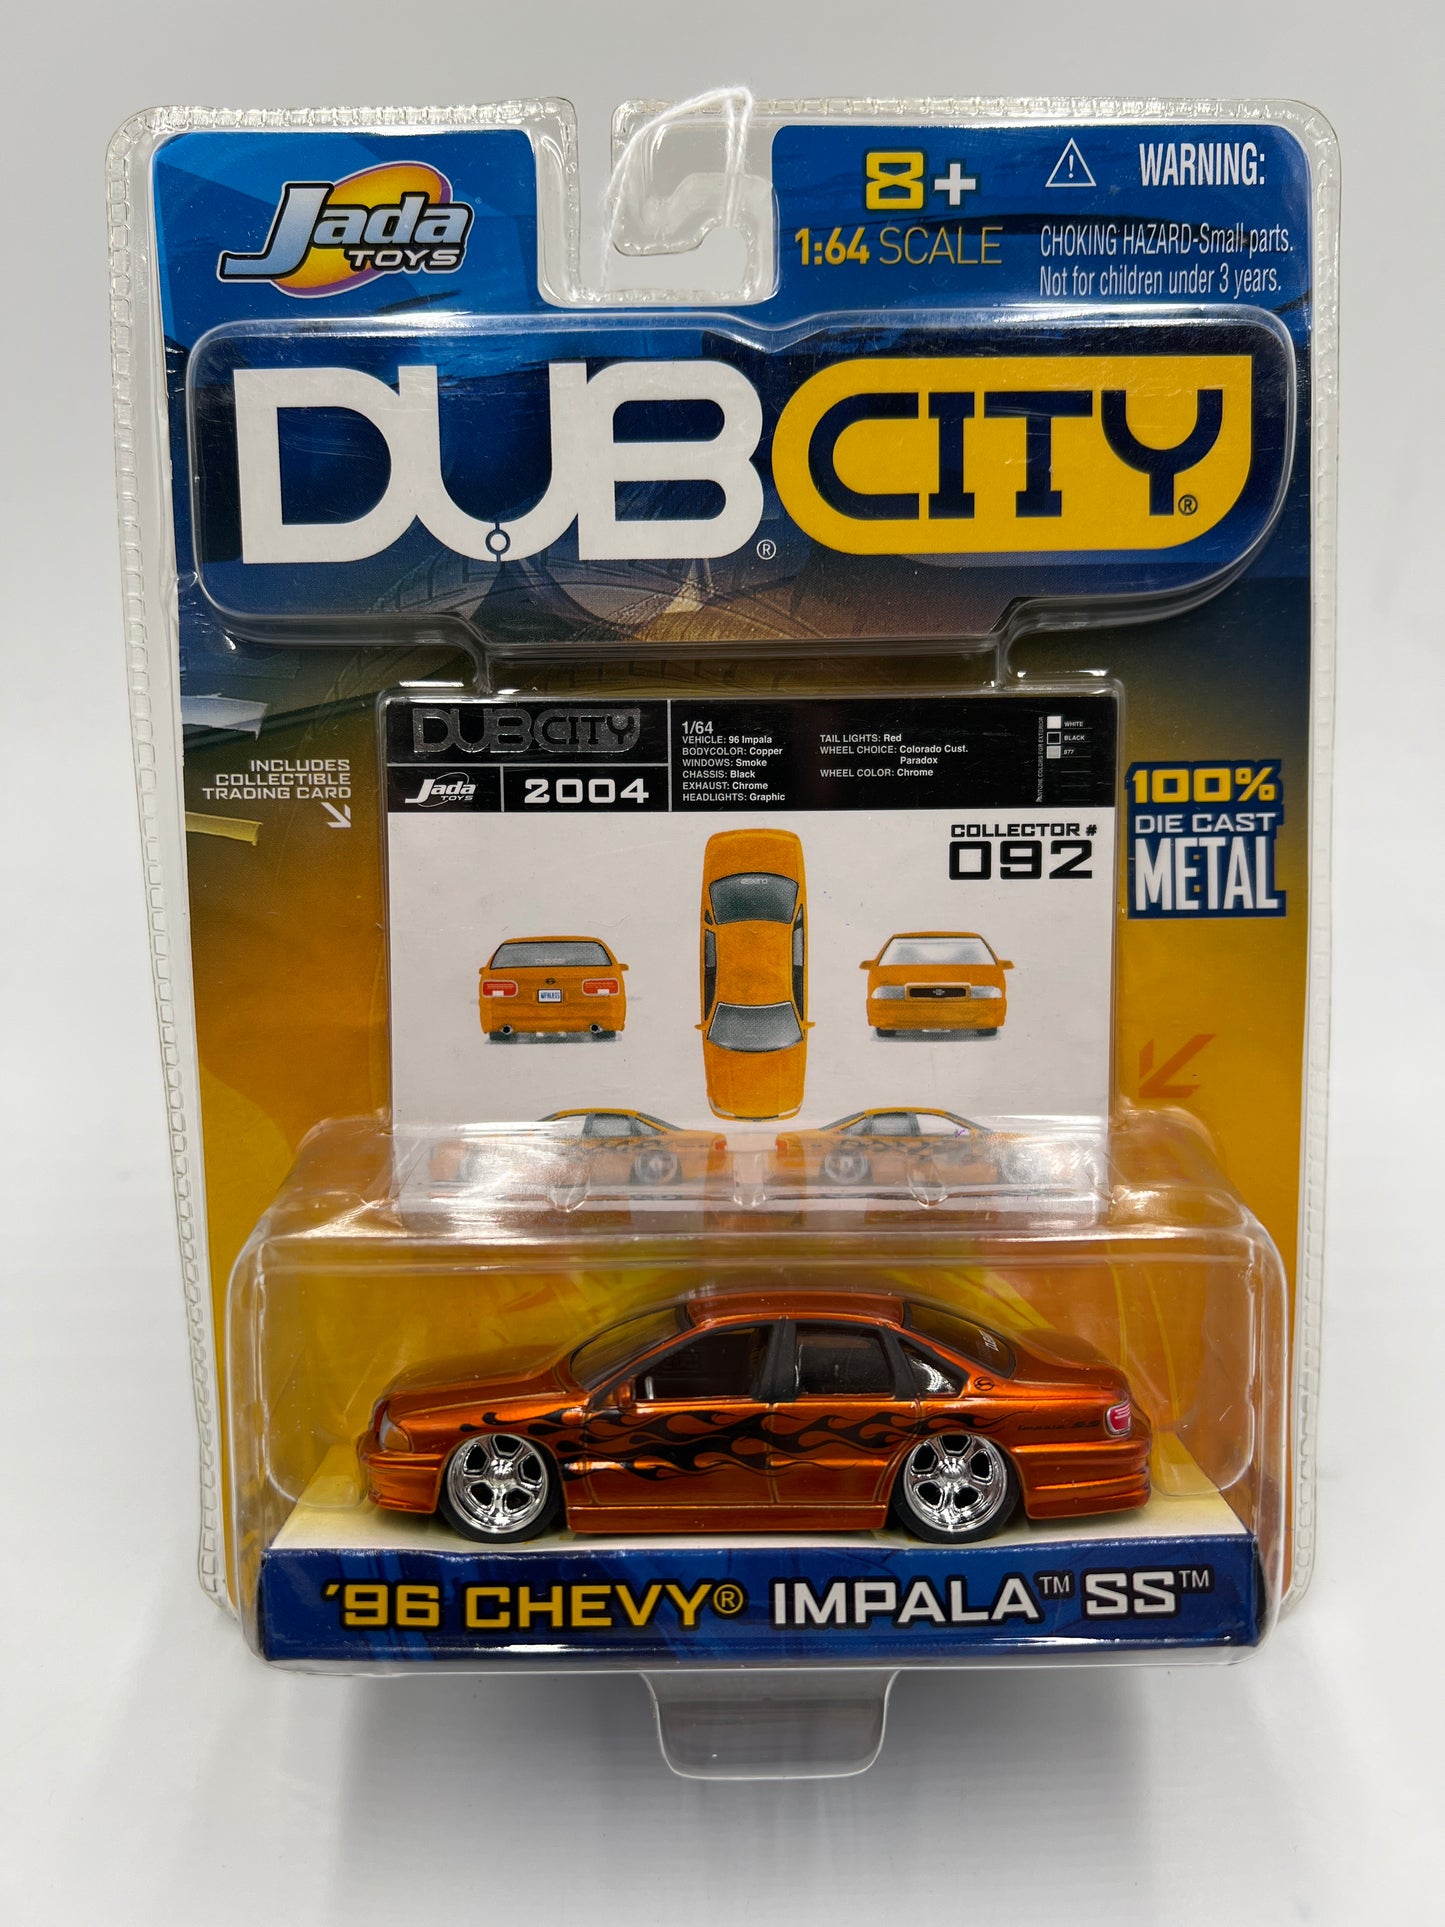 Jada
TOYS
8+
1:64 SCALE
WARNING:
CHOKING HAZARD-Small parts.
Not for children under 3 years.
DUB CITY
®
®
INCLUDES
COLLECTIBLE
TRADING CARD
DUB CITY
Jada
TOYS
2004
1/64
VEHICLE: 96 Impala
BODYCOLOR: Copper
WINDOWS: Smoke
CHASSIS: Black
EXHAUST: Chrome
HEADLIGHTS: Graphic
TAIL LIGHTS: Red
WHEEL CHOICE: Colorado Cust.
Paradox
WHEEL COLOR: Chrome
WHITE
BLACK
877
COLLECTOR #
092
100%
DIE CAST
METAL
Impala SS
'96 CHEVY® IMPALA™ SS™